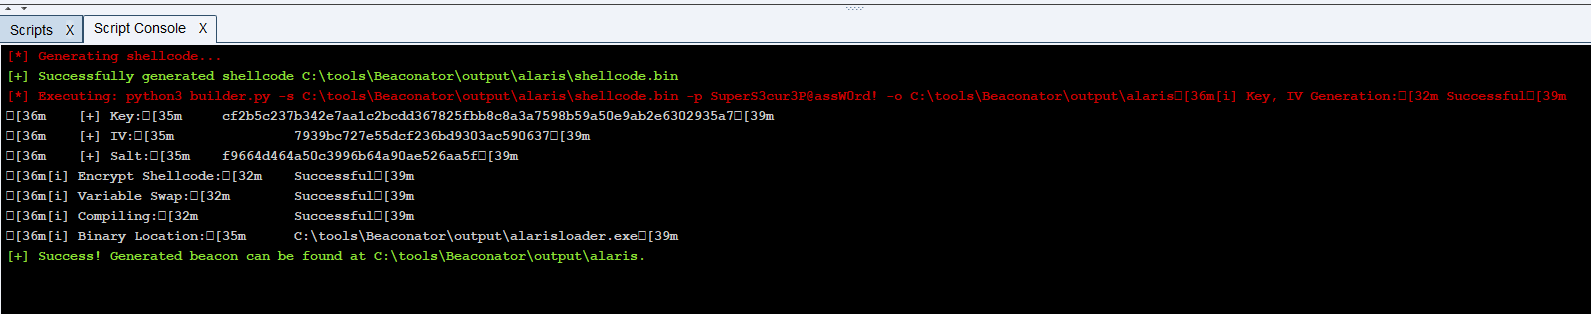 Scripts X Script Console X
[*] Generating shellcode...
[+] Successfully generated shellcode C:\tools\Beaconator\output\alaris\shellcode.bin
[*] Executing: python3 builder.py -s C:\tools\Beaconator\output\alaris\shellcode.bin -p SuperS3cur3P@assW0rd! -o C:\tools\Beaconator\output\alaris□[36m[i] Key, IV Generation:□[32m Successful□[39m
□[36m [+] Key:□[35m cf2b5c237b342e7aa1c2bcdd367825fbb8c8a3a7598b59a50e9ab2e6302935a7□[39m
□[36m [+] IV:□[35m 7939bc727e55dcf236bd9303ac590637□[39m
□[36m [+] Salt:□[35m f9664d464a50c3996b64a90ae526aa5f□[39m
□[36m[i] Encrypt Shellcode:□[32m Successful□[39m
□[36m[i] Variable Swap:□[32m Successful□[39m
□[36m[i] Compiling:□[32m Successful□[39m
□[36m[i] Binary Location:□[35m C:\tools\Beaconator\output\alarisloader.exe□[39m
[+] Success! Generated beacon can be found at C:\tools\Beaconator\output\alaris.